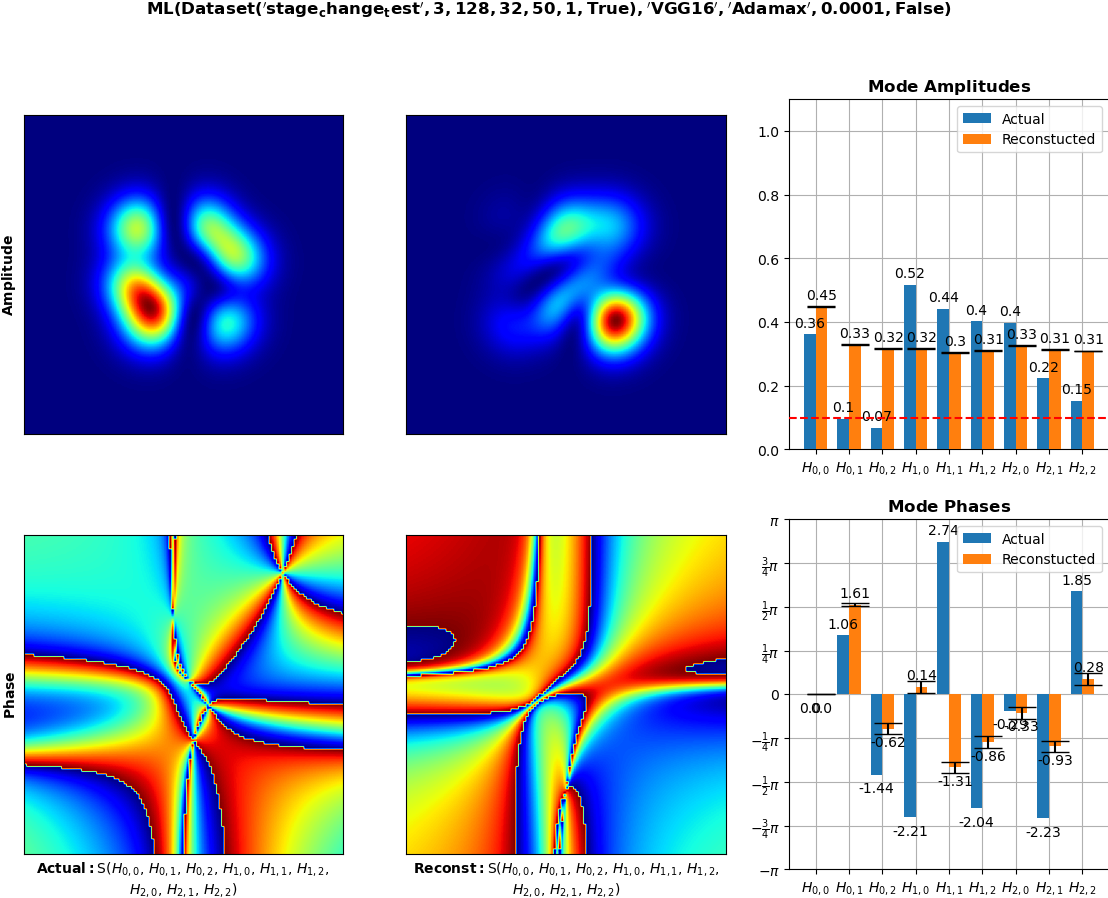 ML(Dataset('stage_change_test', 3, 128, 32, 50, 1, True), 'VGG16', 'Adamax', 0.0001, False)
Amplitude
Mode Amplitudes
Actual
Reconstucted
1.0
0.8
0.6
0.4
0.2
0.0
0.36 0.1 0.07 0.52 0.44 0.4 0.4 0.22 0.15
0.45 0.33 0.32 0.32 0.3 0.31 0.33 0.31 0.31
H0,0 H0,1 H0,2 H1,0 H1,1 H1,2 H2,0 H2,1 H2,2
Phase
Actual: S(H0,0, H0,1, H0,2, H1,0, H1,1, H1,2,
H2,0, H2,1, H2,2)
Reconst: S(H0,0, H0,1, H0,2, H1,0, H1,1, H1,2,
H2,0, H2,1, H2,2)
Mode Phases
Actual
Reconstucted
π
3/4π
1/2π
1/4π
0
−1/4π
−1/2π
−3/4π
−π
0.0 1.06 -1.44 -2.21 2.74 -2.04 -2.23 1.85
0.0 1.61 -0.62 0.14 -1.31 -0.86 -0.33 -0.93 0.28
H0,0 H0,1 H0,2 H1,0 H1,1 H1,2 H2,0 H2,1 H2,2